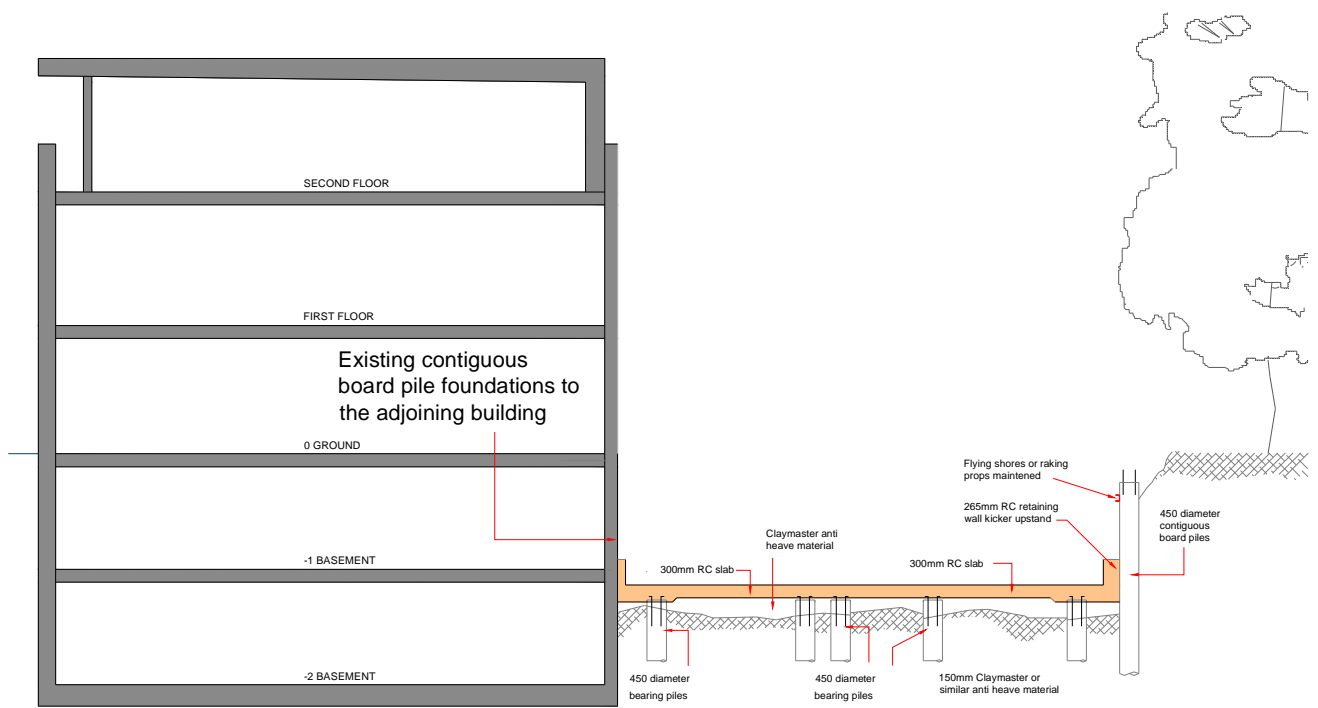 SECOND FLOOR
FIRST FLOOR
Existing contiguous
board pile foundations to
the adjoining building
0 GROUND
-1 BASEMENT
-2 BASEMENT
Claymaster anti
heave material
300mm RC slab
300mm RC slab
Flying shores or raking
props maintened
265mm RC retaining
wall kicker upstand
450 diameter
contiguous
board piles
450 diameter
bearing piles
450 diameter
bearing piles
150mm Claymaster or
similar anti heave material